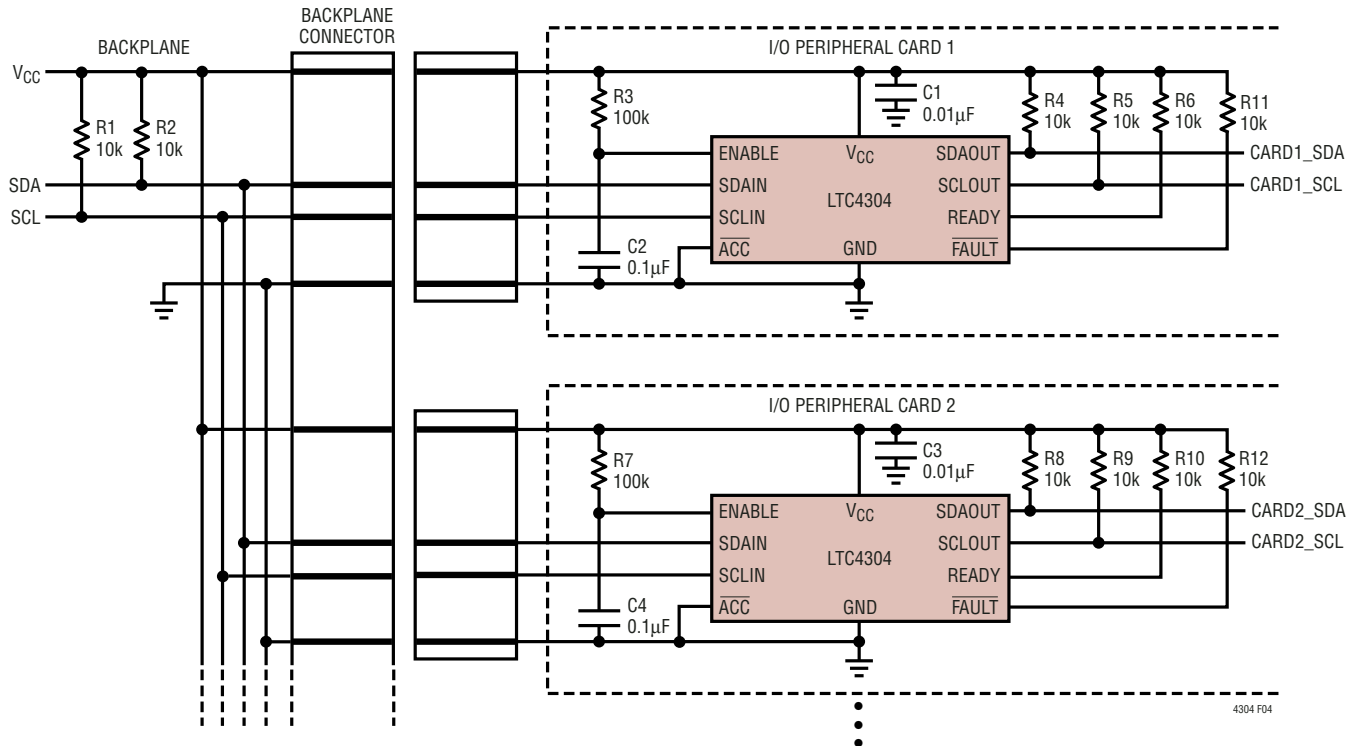 BACKPLANE
BACKPLANE
CONNECTOR
I/O PERIPHERAL CARD 1
VCC
R1
10k
R2
10k
SDA
SCL
R3
100k
C1
0.01µF
R4
10k
R5
10k
R6
10k
R11
10k
ENABLE
VCC
SDAOUT
CARD1_SDA
SDAIN
SCLOUT
CARD1_SCL
LTC4304
SCLIN
READY
ACC
GND
FAULT
C2
0.1µF
I/O PERIPHERAL CARD 2
R7
100k
C3
0.01µF
R8
10k
R9
10k
R10
10k
R12
10k
ENABLE
VCC
SDAOUT
CARD2_SDA
SDAIN
SCLOUT
CARD2_SCL
LTC4304
SCLIN
READY
ACC
GND
FAULT
C4
0.1µF
4304 F04